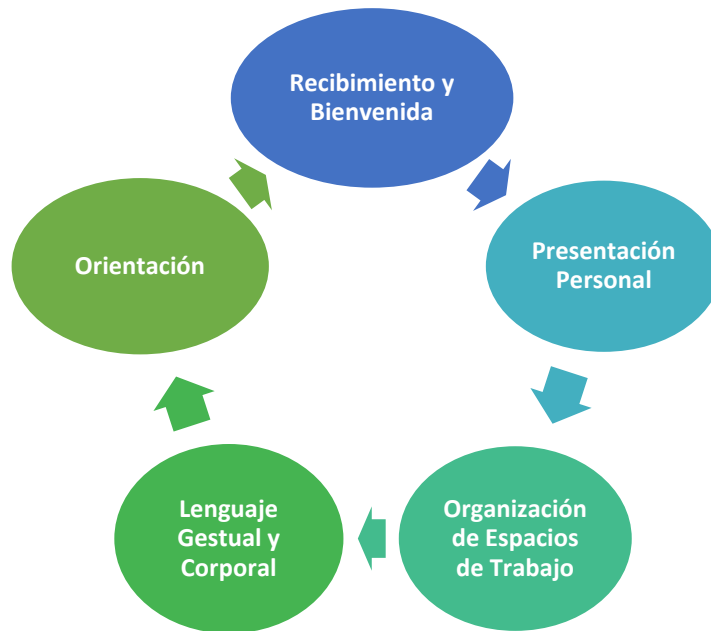 Recibimiento y
Bienvenida
Presentación
Personal
Organización
de Espacios
de Trabajo
Lenguaje
Gestual y
Corporal
Orientación